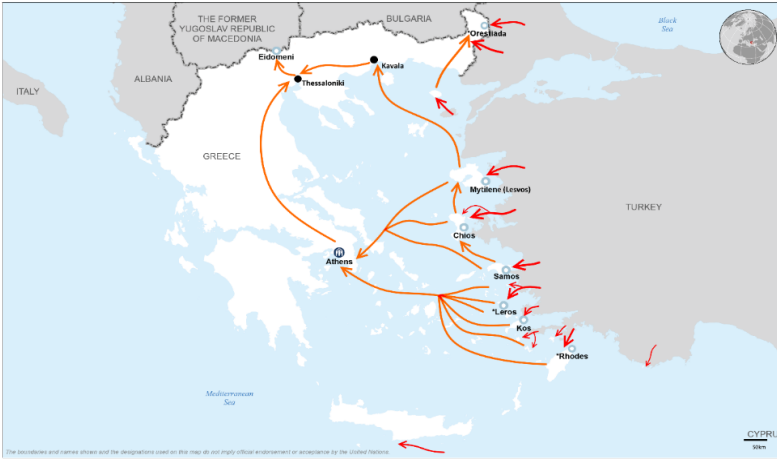 THE FORMER
YUGOSLAV REPUBLIC
OF MACEDONIA
BULGARIA
Black
Sea
*Orestiada
Eidomeni
Kavala
ALBANIA
Thessaloniki
ITALY
GREECE
Mytilene (Lesvos)
TURKEY
Chios
Athens
Samos
*Leros
Kos
*Rhodes
Mediterranean
Sea
CYPRU
50km
The boundaries and names shown and the designations used on this map do not imply official endorsement or acceptance by the United Nations.